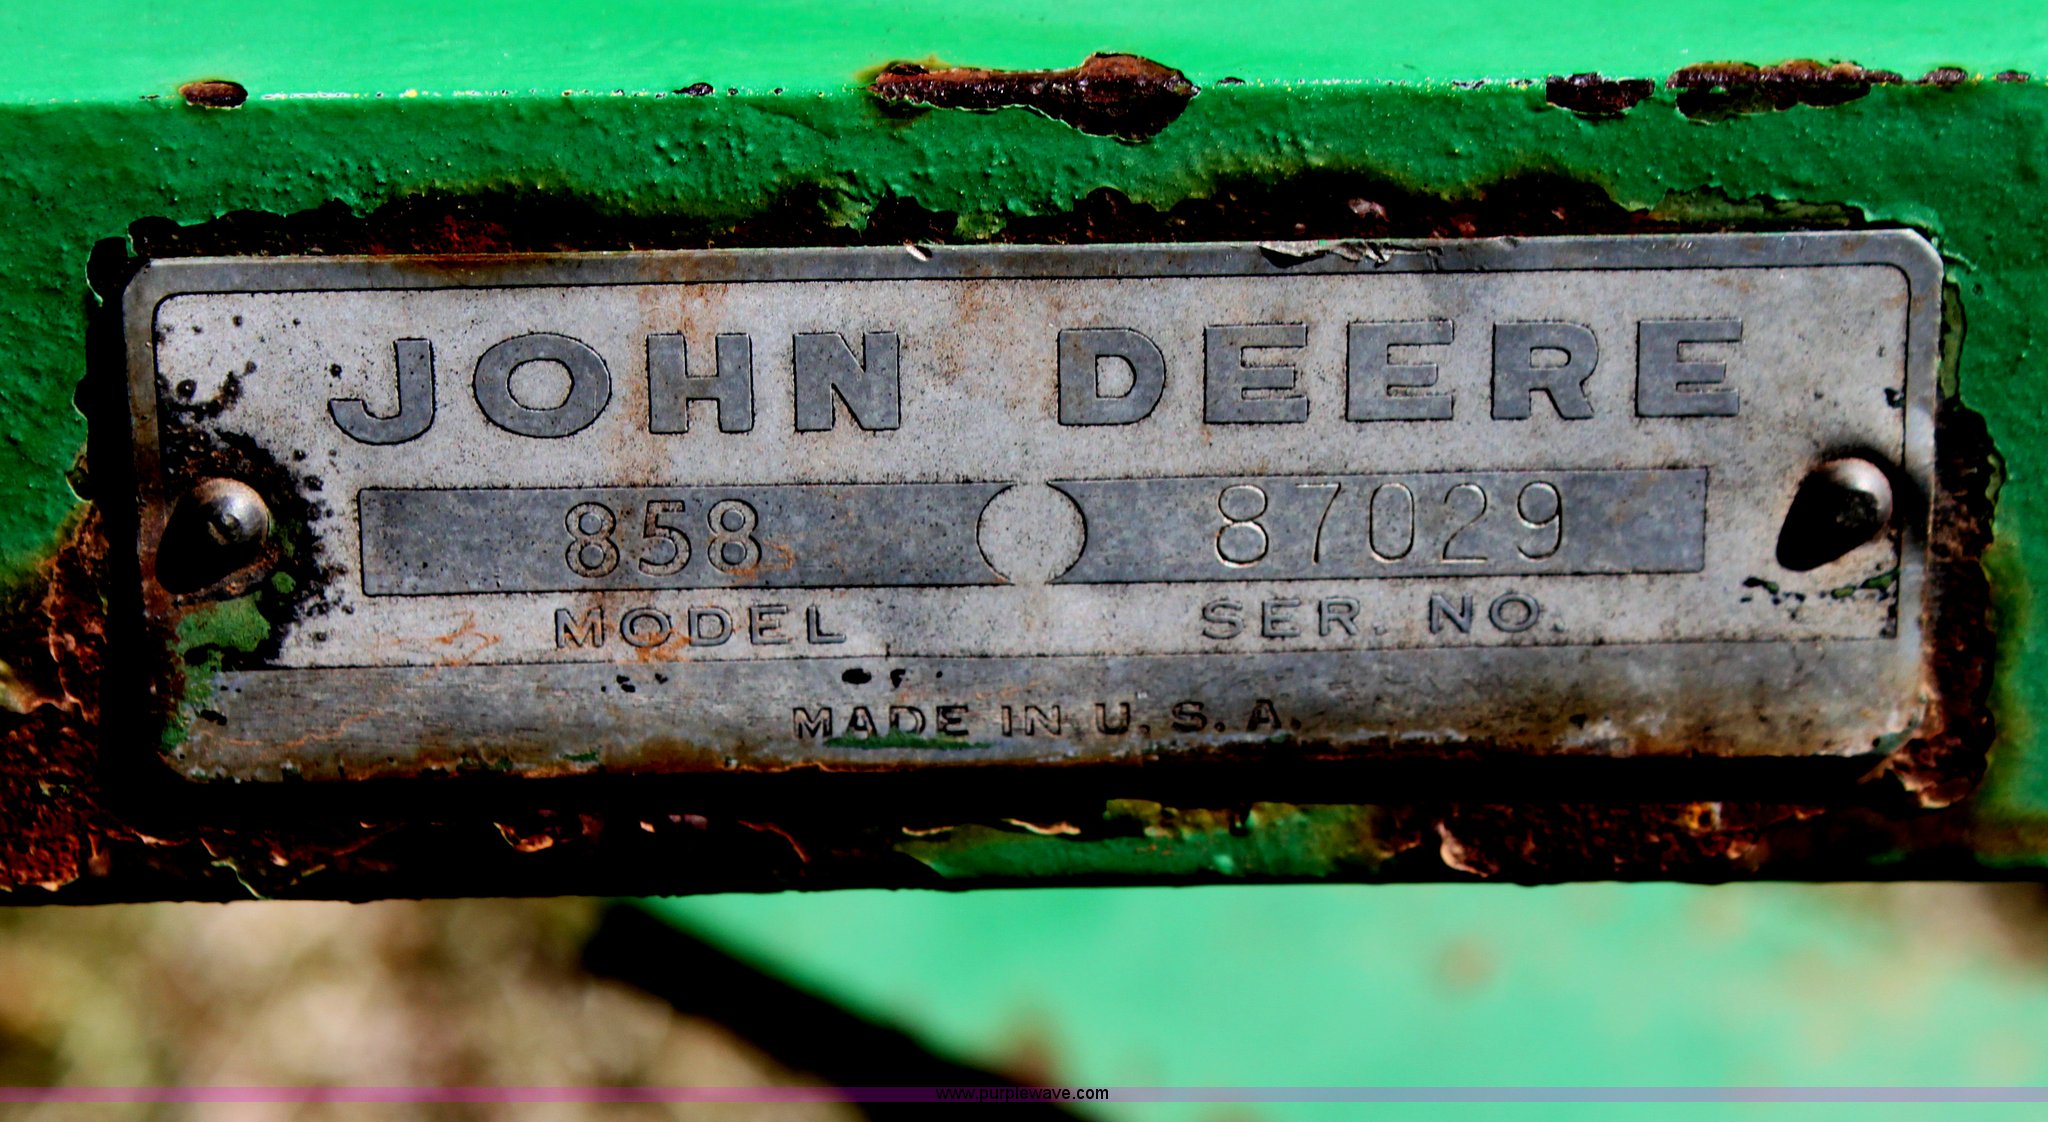 JOHN DEERE
858 87029
MODEL SER. NO.
MADE IN U.S.A.
www.purplewave.com